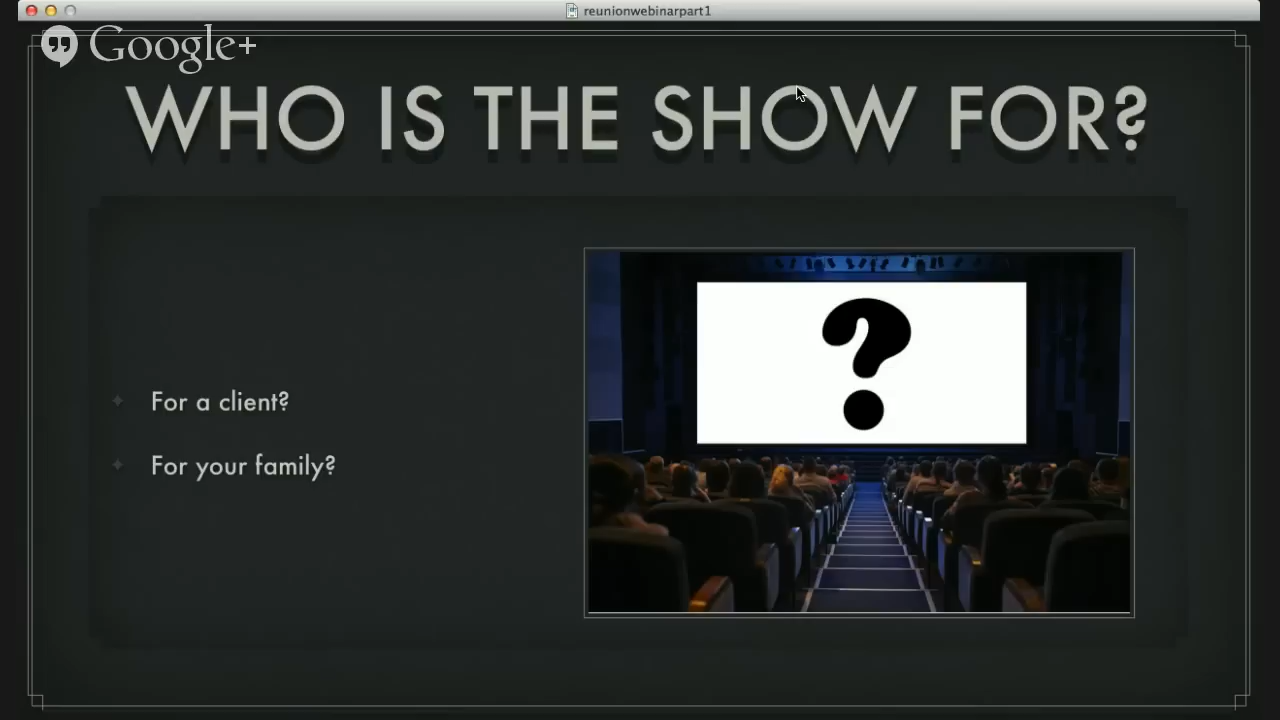 reunionwebinarpart1
Google+
WHO IS THE SHOW FOR?
For a client?
For your family?
?